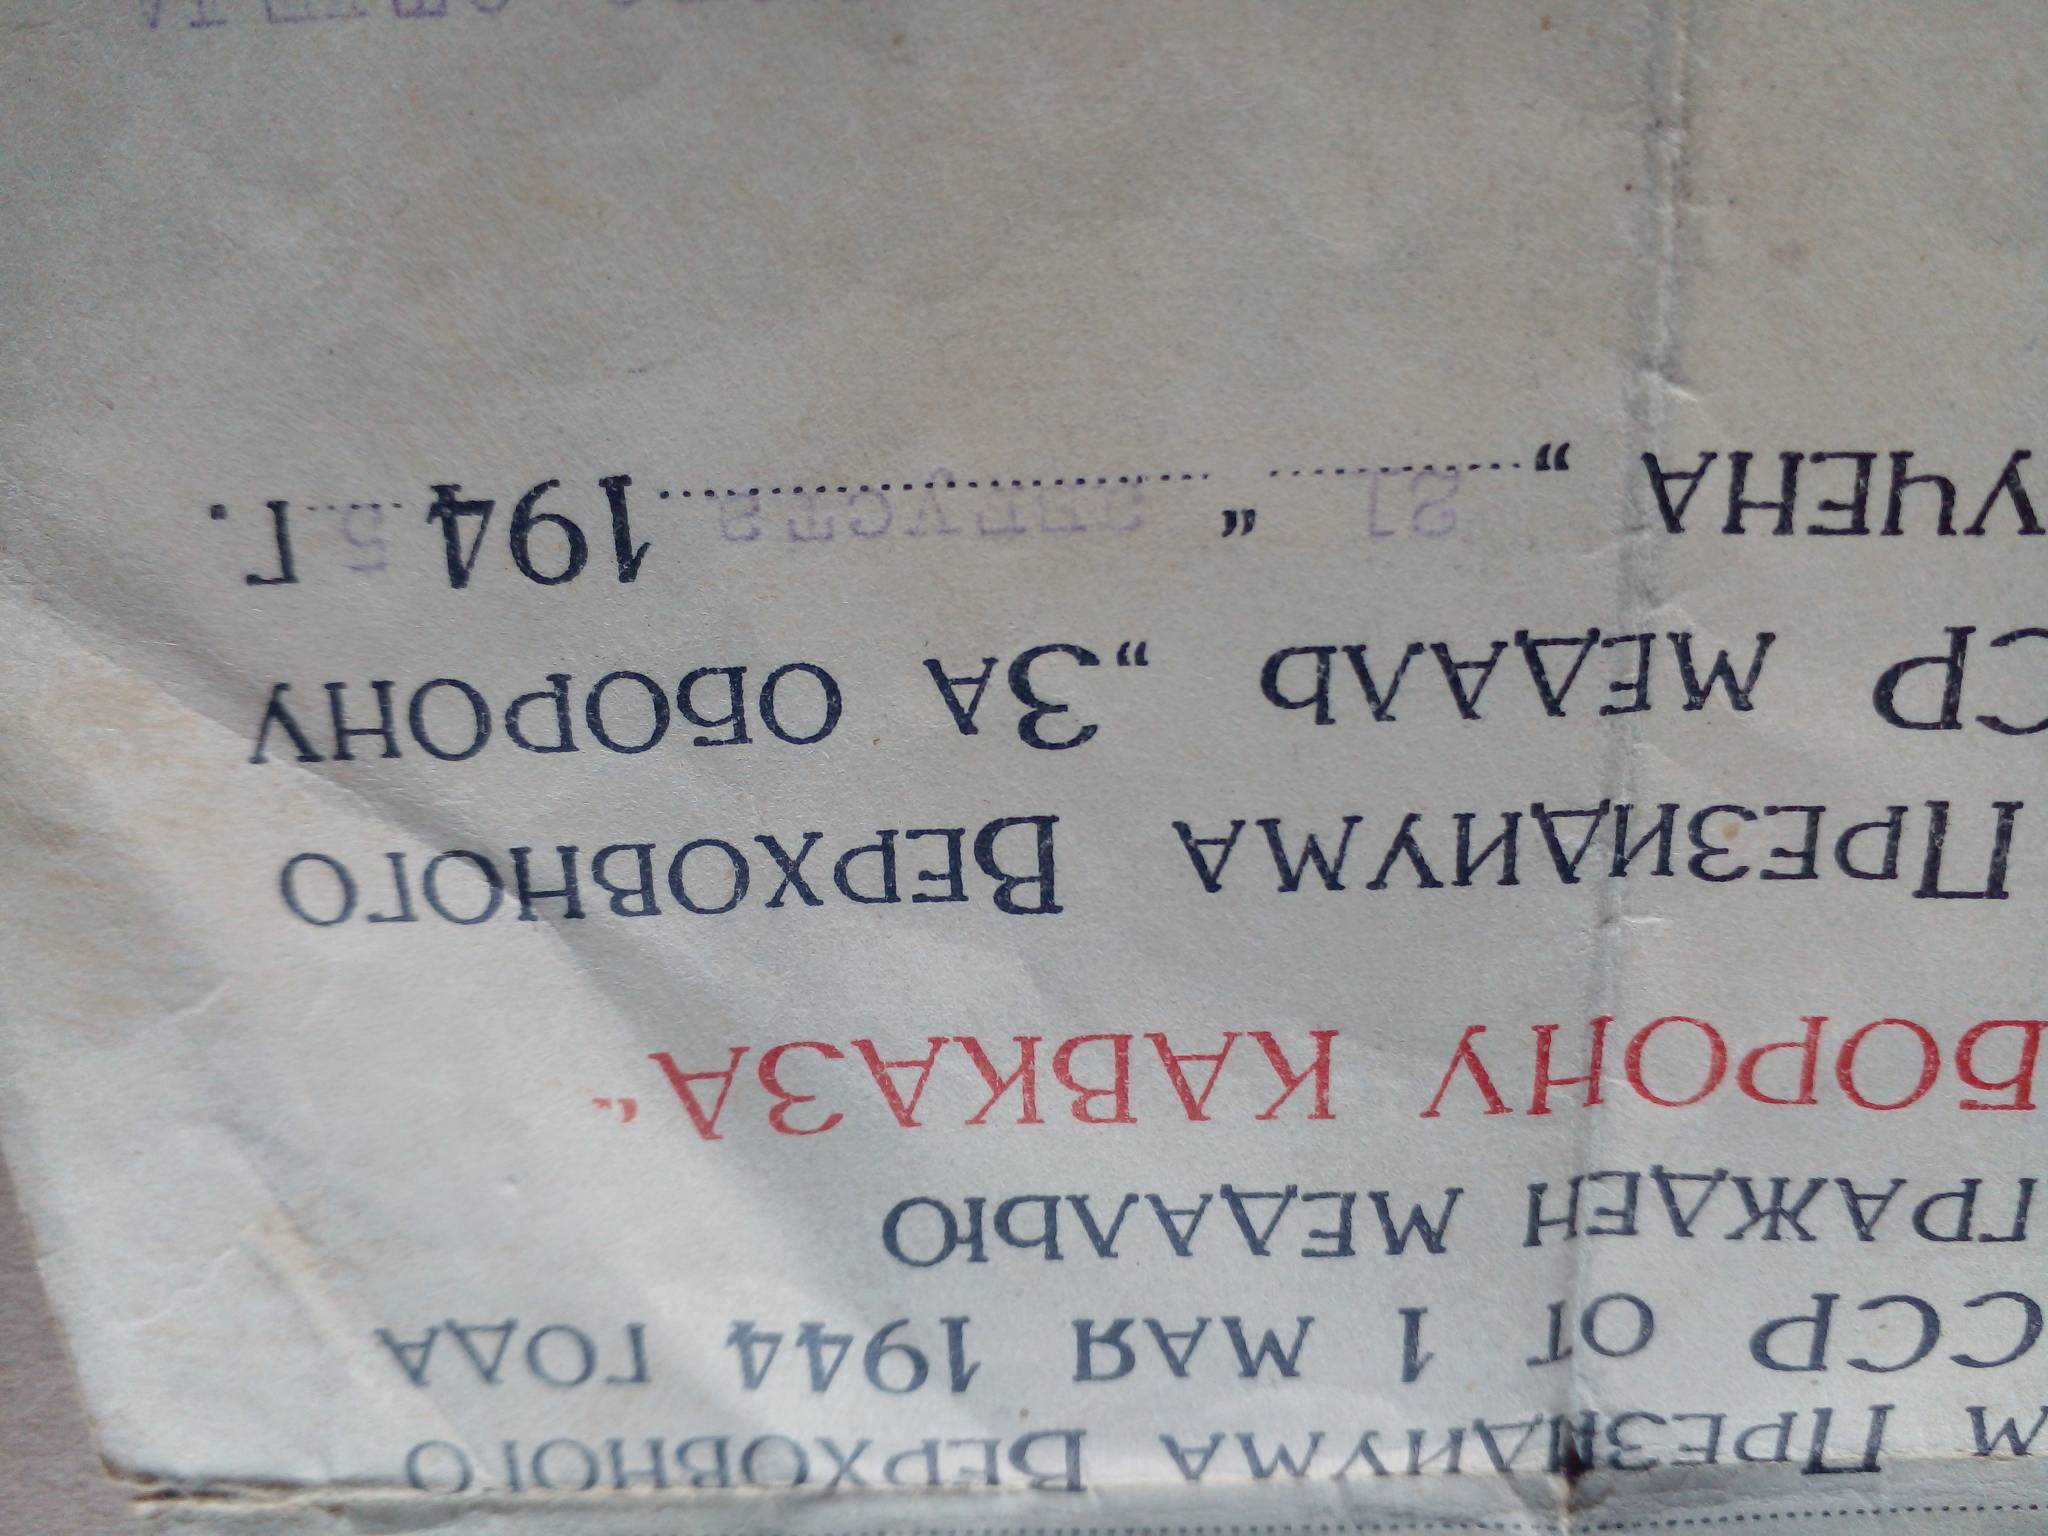 м Президиума Верховного
ССР от 1 мая 1944 года
гражден медалью
БОРОНУ КАВКАЗА“
Президиума Верховного
СР медаль „За оборону
учена „ 21 “ августа 1945 г.